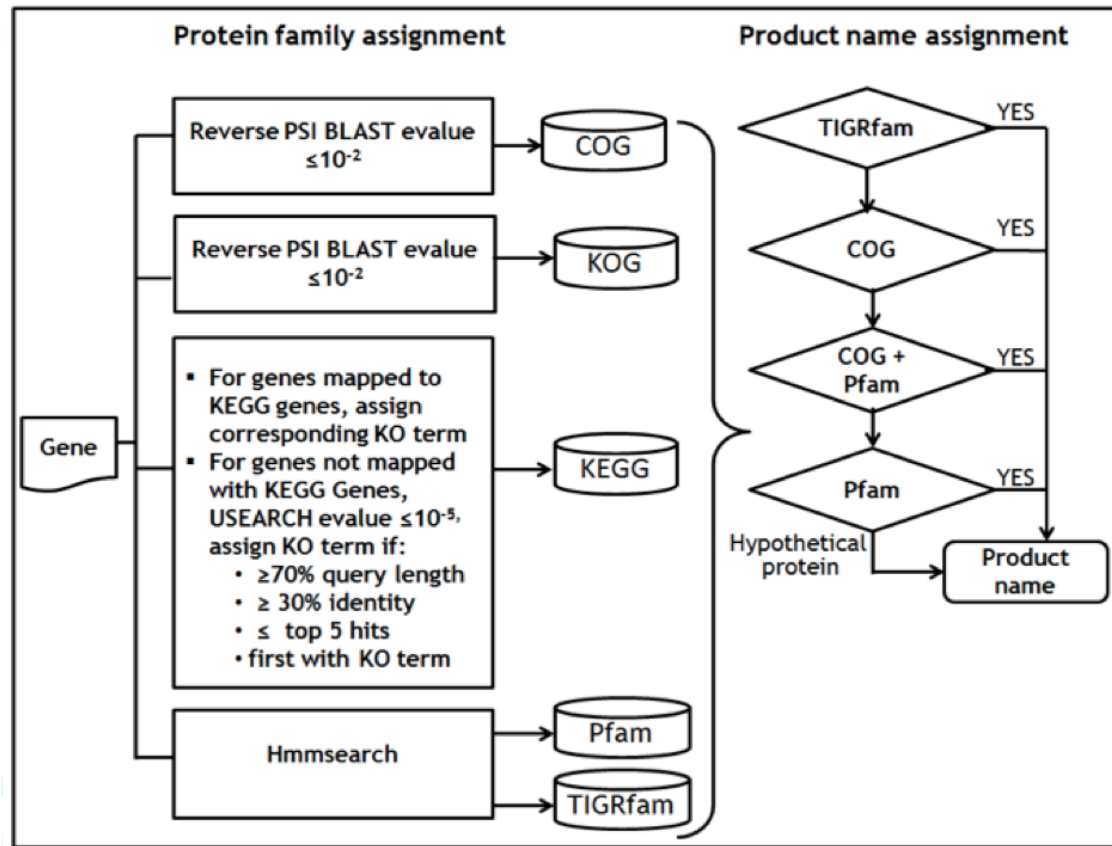 Protein family assignment
Product name assignment
Gene
Reverse PSI BLAST evalue
≤10⁻²
COG
Reverse PSI BLAST evalue
≤10⁻²
KOG
▪ For genes mapped to
KEGG genes, assign
corresponding KO term
▪ For genes not mapped
with KEGG Genes,
USEARCH evalue ≤10⁻⁵,
assign KO term if:
• ≥70% query length
• ≥ 30% identity
• ≤ top 5 hits
• first with KO term
KEGG
Hmmsearch
Pfam
TIGRfam
TIGRfam
YES
COG
YES
COG +
Pfam
YES
Pfam
YES
Hypothetical
protein
Product
name